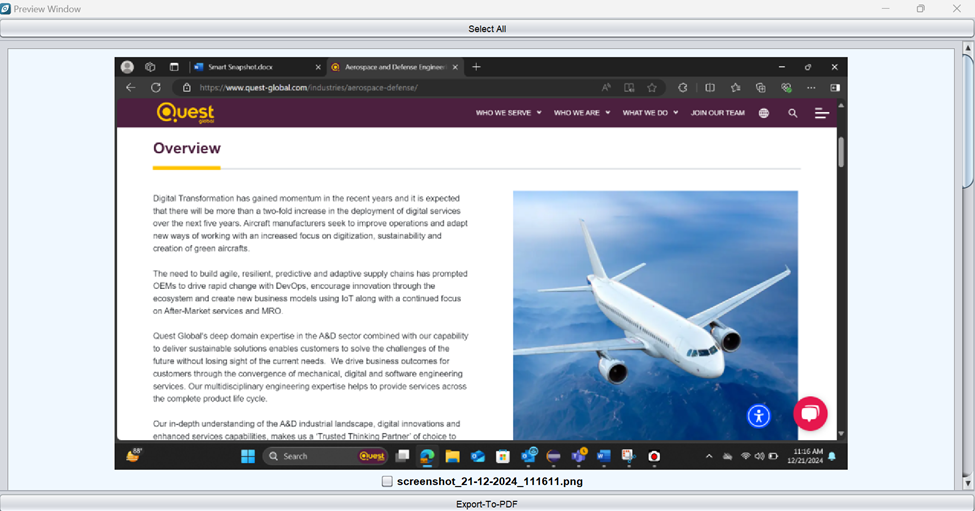 Preview Window
Select All
Smart Snapshot.docx
Aerospace and Defense Engineeri
https://www.quest-global.com/industries/aerospace-defense/
Quest
global
WHO WE SERVE
WHO WE ARE
WHAT WE DO
JOIN OUR TEAM
Overview
Digital Transformation has gained momentum in the recent years and it is expected
that there will be more than a two-fold increase in the deployment of digital services
over the next five years. Aircraft manufacturers seek to improve operations and adapt
new ways of working with an increased focus on digitization, sustainability and
creation of green aircrafts.
The need to build agile, resilient, predictive and adaptive supply chains has prompted
OEMs to drive rapid change with DevOps, encourage innovation through the
ecosystem and create new business models using IoT along with a continued focus
on After-Market services and MRO.
Quest Global's deep domain expertise in the A&D sector combined with our capability
to deliver sustainable solutions enables customers to solve the challenges of the
future without losing sight of the current needs. We drive business outcomes for
customers through the convergence of mechanical, digital and software engineering
services. Our multidisciplinary engineering expertise helps to provide services across
the complete product life cycle.
Our in-depth understanding of the A&D industrial landscape, digital innovations and
enhanced services capabilities, makes us a 'Trusted Thinking Partner' of choice to
88°
Search
Quest
11:16 AM
12/21/2024
screenshot_21-12-2024_111611.png
Export-To-PDF